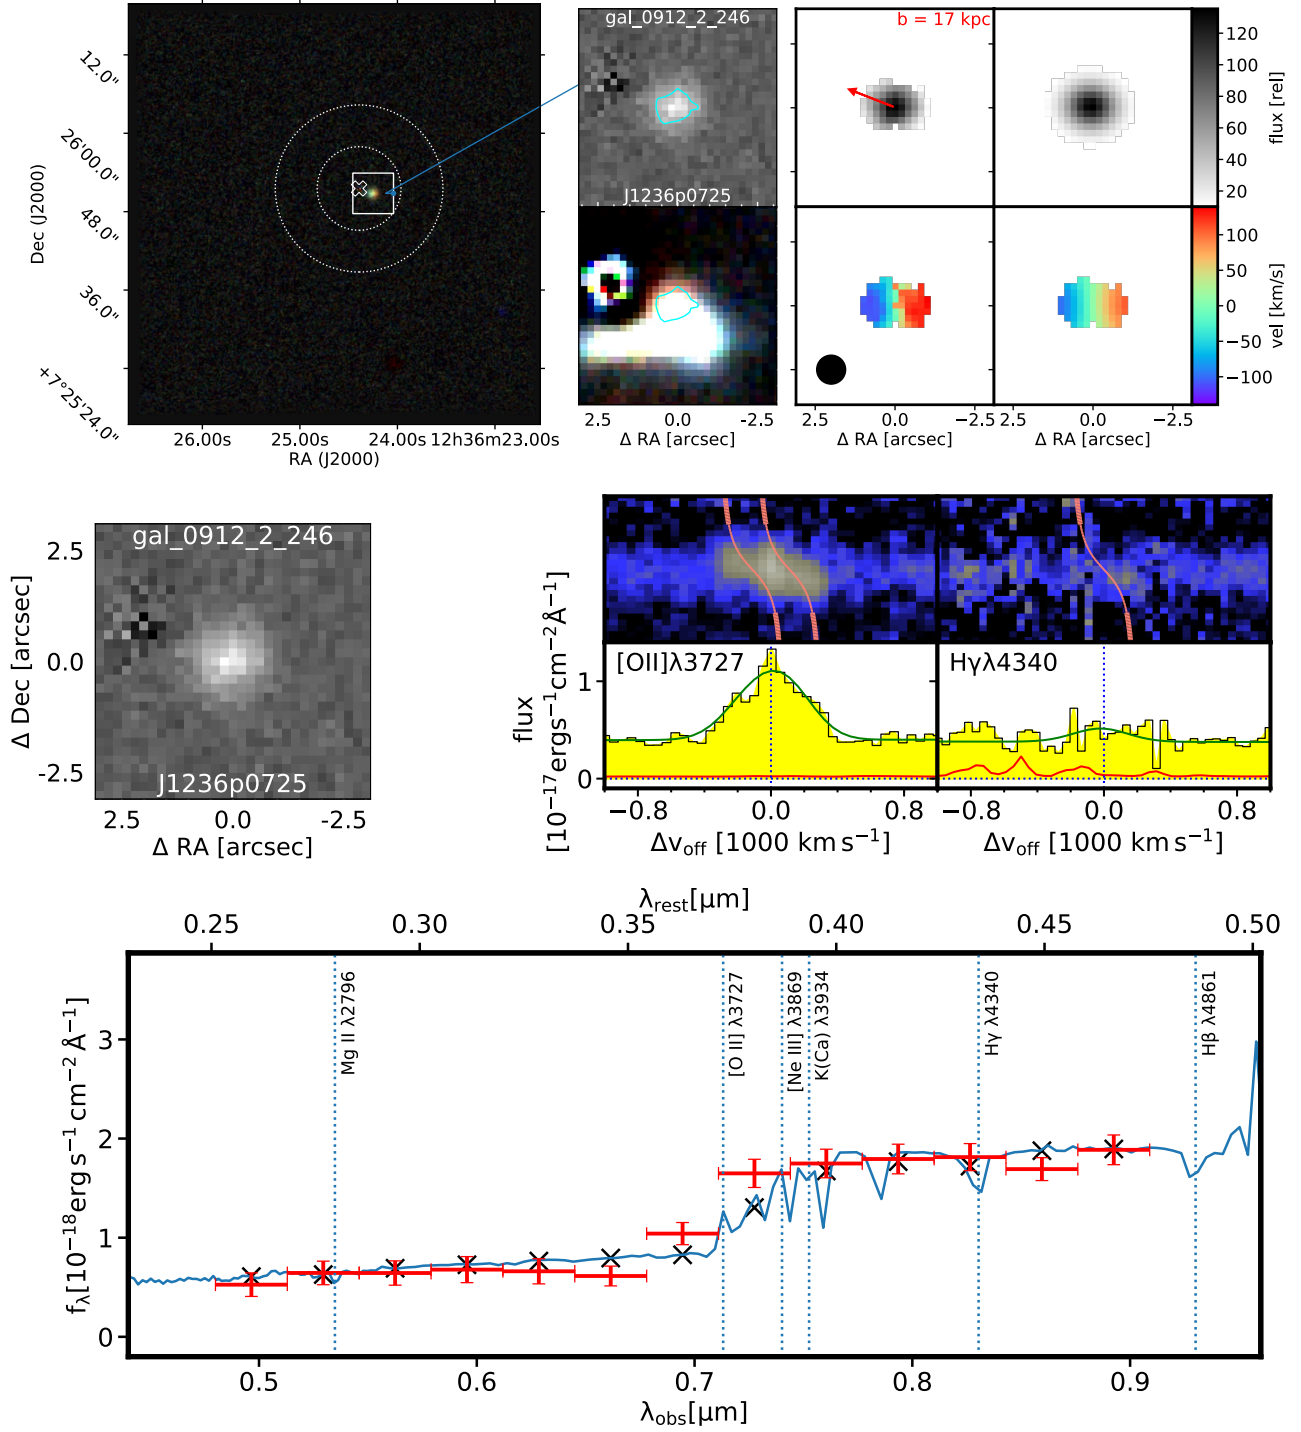 12.0"
26'00.0"
48.0"
36.0"
+7°25'24.0"
Dec (J2000)
26.00s
25.00s
24.00s
12h36m23.00s
RA (J2000)
gal_0912_2_246
J1236p0725
2.5
0.0
-2.5
Δ RA [arcsec]
b = 17 kpc
2.5
0.0
-2.5
Δ RA [arcsec]
2.5
0.0
-2.5
Δ RA [arcsec]
120
100
80
60
40
20
flux [rel]
100
50
0
−50
−100
vel [km/s]
gal_0912_2_246
J1236p0725
2.5
0.0
-2.5
Δ Dec [arcsec]
2.5
0.0
-2.5
Δ RA [arcsec]
[OII]λ3727
Hγλ4340
1
0
flux
[10⁻¹⁷ergs⁻¹cm⁻²Å⁻¹]
−0.8
0.0
0.8
Δv_off [1000 km s⁻¹]
−0.8
0.0
0.8
Δv_off [1000 km s⁻¹]
λ_rest[µm]
0.25
0.30
0.35
0.40
0.45
0.50
Mg II λ2796
[O II] λ3727
[Ne III] λ3869
K(Ca) λ3934
Hγ λ4340
Hβ λ4861
3
2
1
0
f_λ[10⁻¹⁸erg s⁻¹ cm⁻² Å⁻¹]
0.5
0.6
0.7
0.8
0.9
λ_obs[µm]